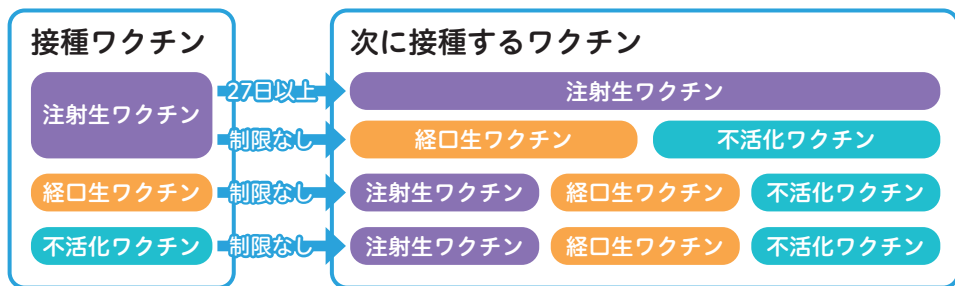 接種ワクチン
次に接種するワクチン
注射生ワクチン
27日以上
注射生ワクチン
制限なし
経口生ワクチン
不活化ワクチン
経口生ワクチン
制限なし
注射生ワクチン
経口生ワクチン
不活化ワクチン
不活化ワクチン
制限なし
注射生ワクチン
経口生ワクチン
不活化ワクチン